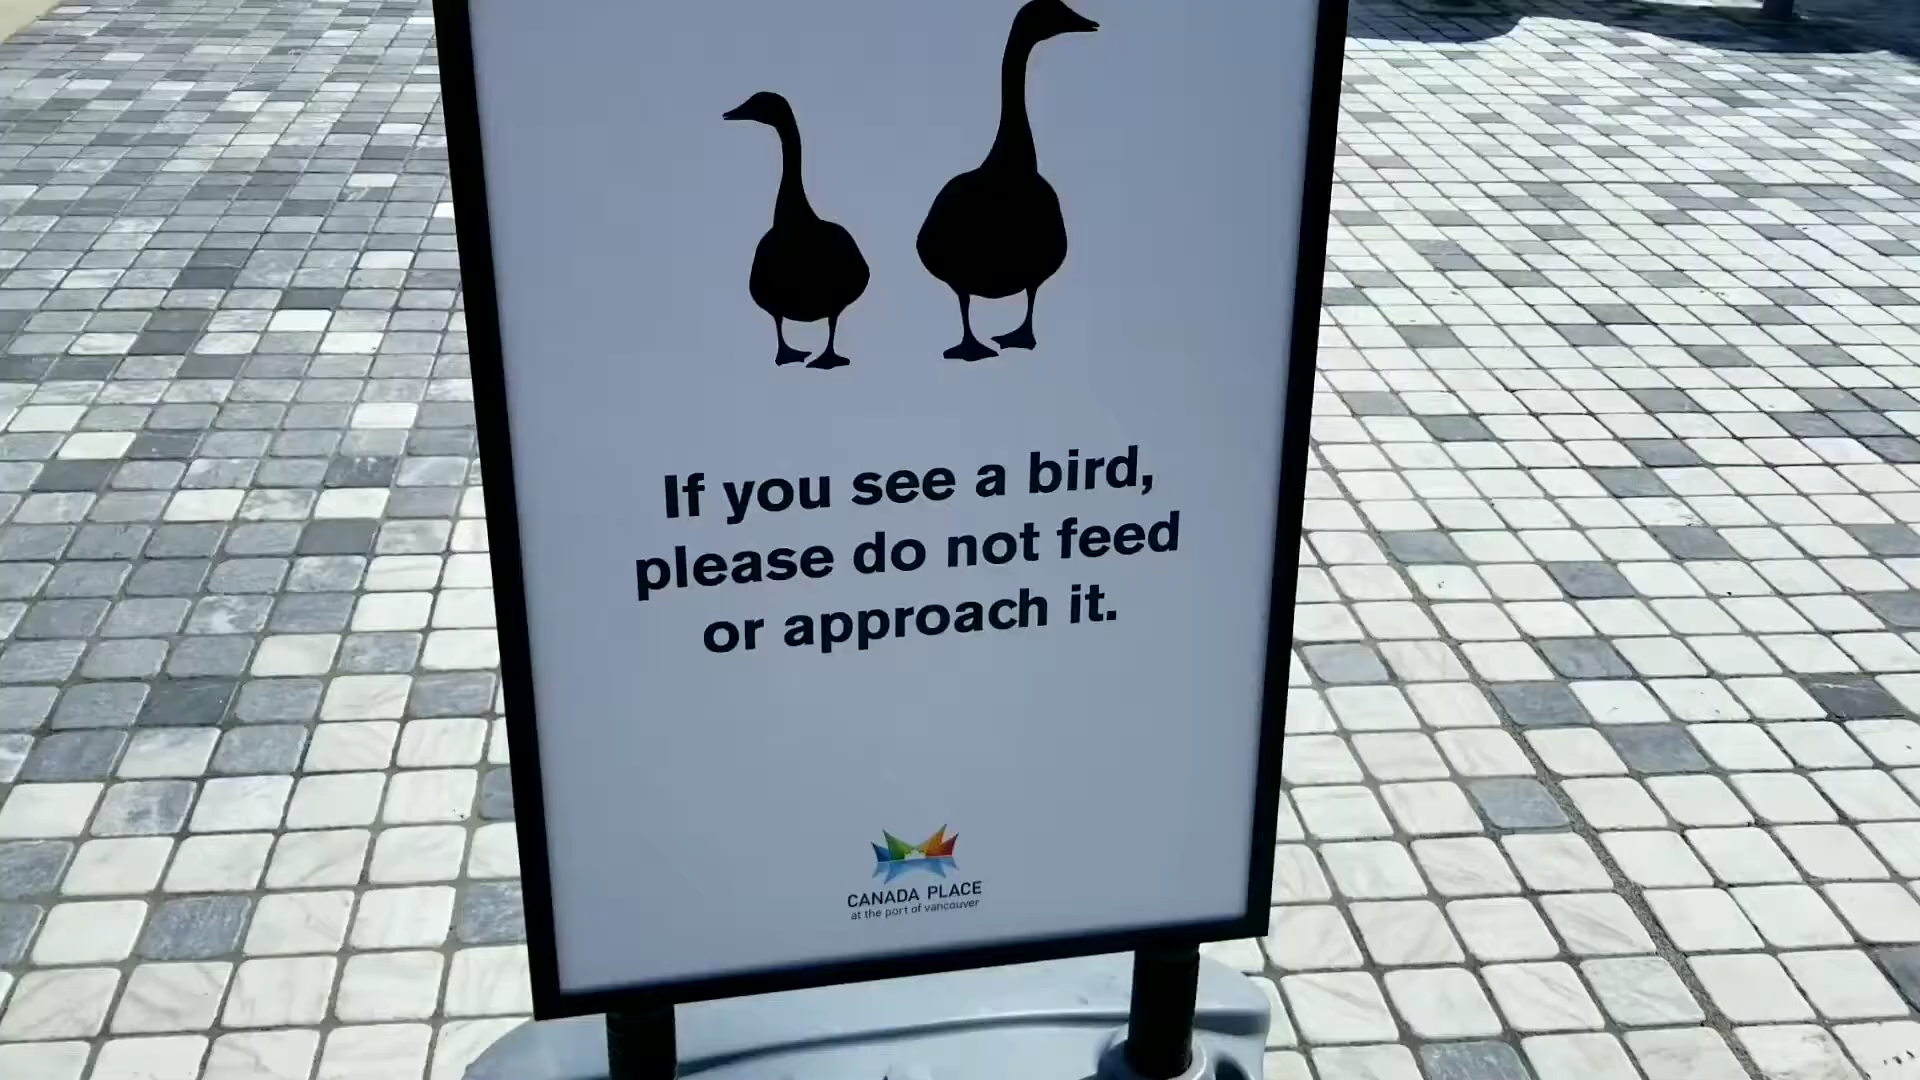 If you see a bird,
please do not feed
or approach it.
CANADA PLACE
at the port of vancouver